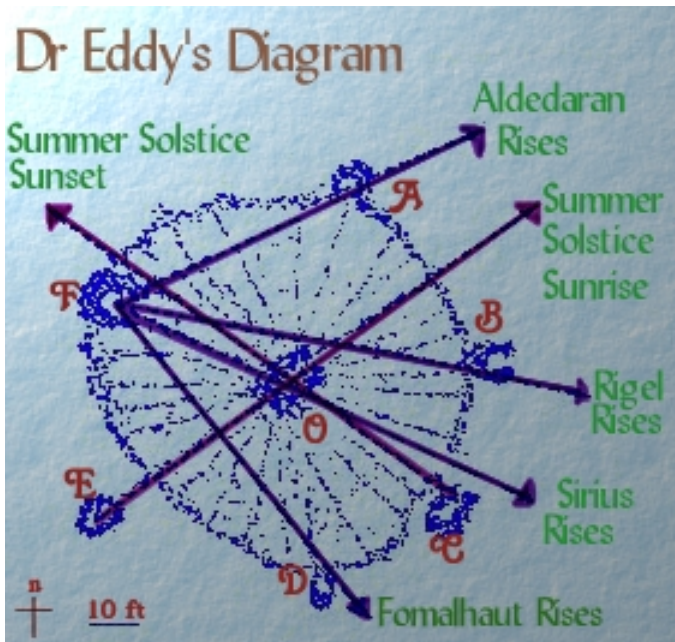 Dr Eddy's Diagram
Aldedaran
Rises
Summer Solstice
Sunset
A
Summer
Solstice
Sunrise
F
B
Rigel
Rises
O
E
Sirius
Rises
C
D
n
10 ft
Fomalhaut Rises